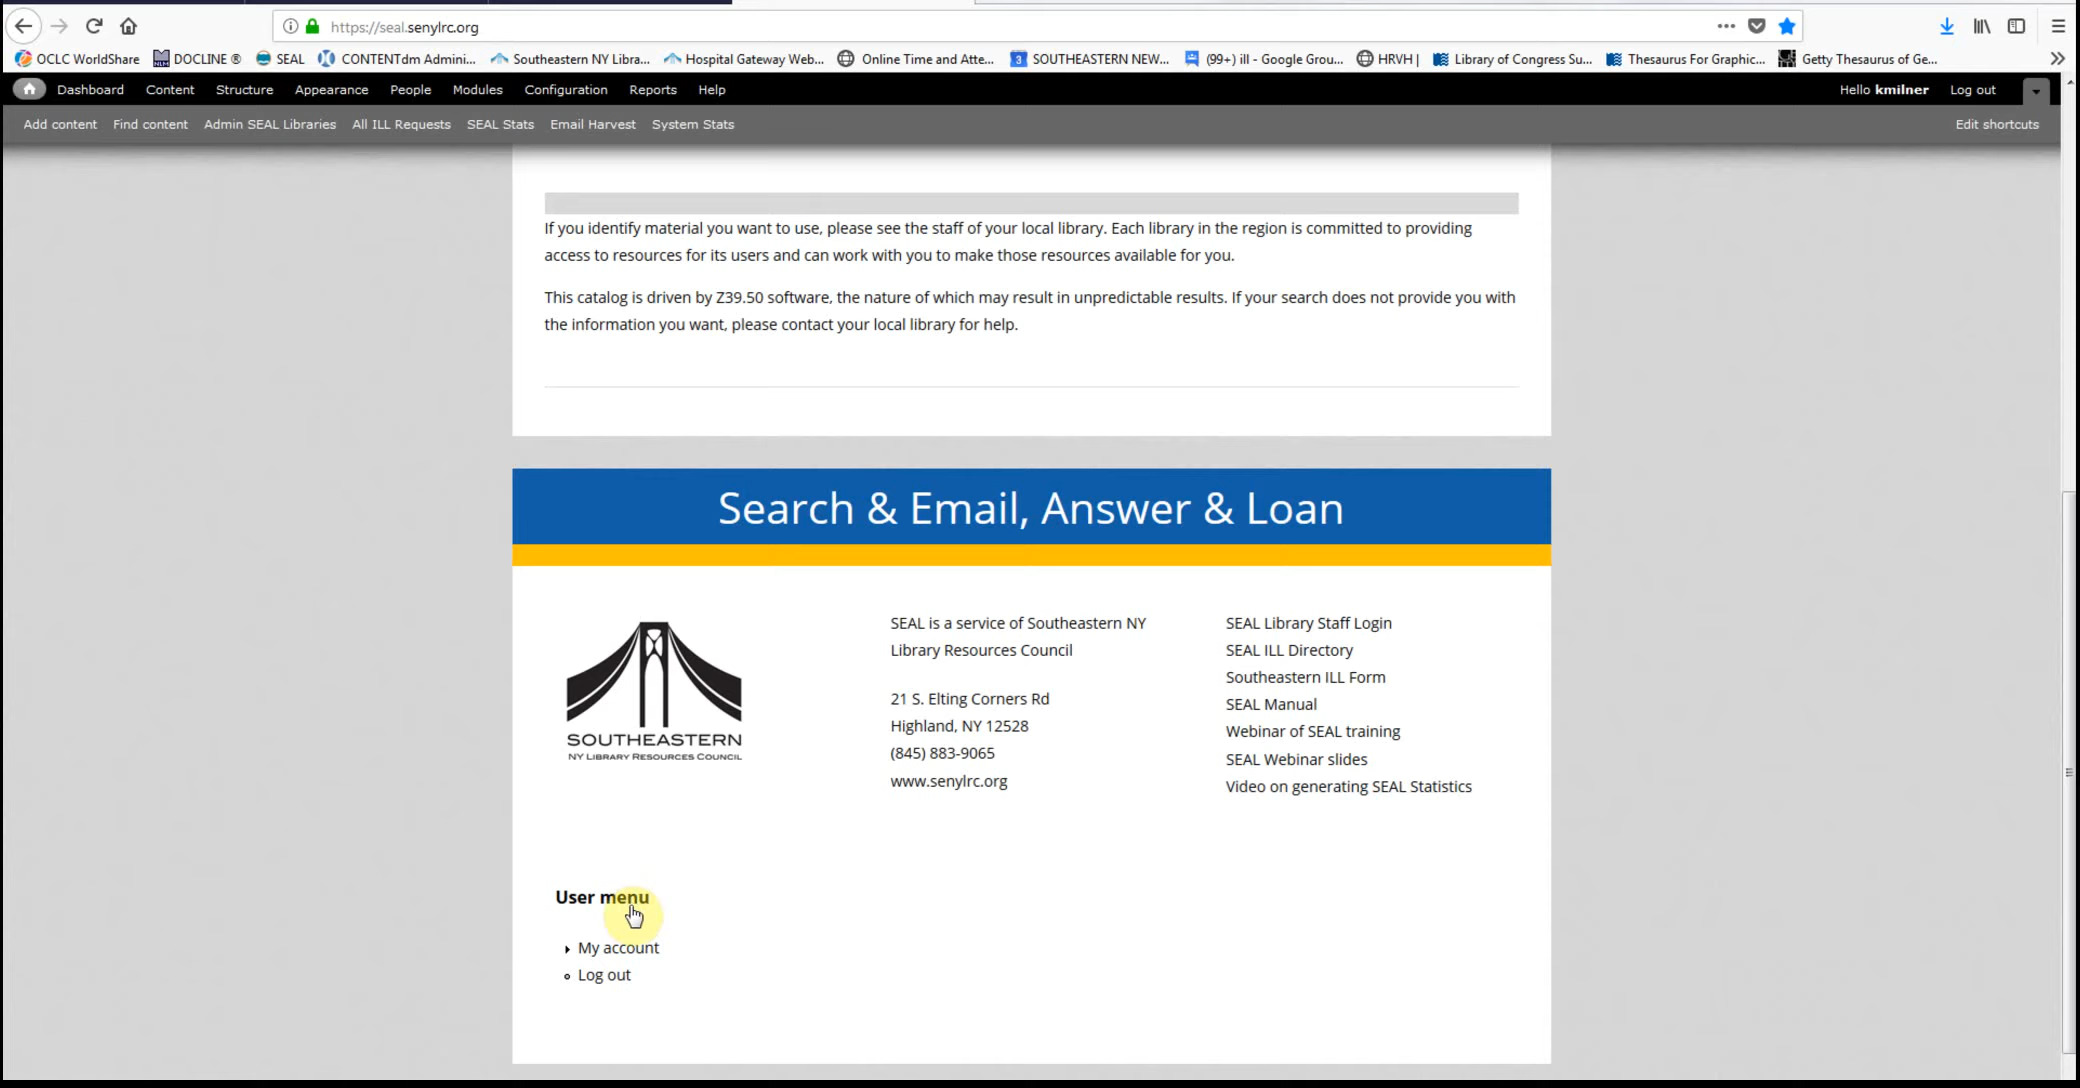 https://seal.senylrc.org
OCLC WorldShare DOCLINE ® SEAL CONTENTdm Admini... Southeastern NY Libra... Hospital Gateway Web... Online Time and Atte... 3 SOUTHEASTERN NEW... (99+) ill - Google Grou... HRVH | Library of Congress Su... Thesaurus For Graphic... Getty Thesaurus of Ge...
Dashboard Content Structure Appearance People Modules Configuration Reports Help Hello kmilner Log out
Add content Find content Admin SEAL Libraries All ILL Requests SEAL Stats Email Harvest System Stats Edit shortcuts
If you identify material you want to use, please see the staff of your local library. Each library in the region is committed to providing
access to resources for its users and can work with you to make those resources available for you.
This catalog is driven by Z39.50 software, the nature of which may result in unpredictable results. If your search does not provide you with
the information you want, please contact your local library for help.
Search & Email, Answer & Loan
SOUTHEASTERN
NY LIBRARY RESOURCES COUNCIL
SEAL is a service of Southeastern NY
Library Resources Council
21 S. Elting Corners Rd
Highland, NY 12528
(845) 883-9065
www.senylrc.org
SEAL Library Staff Login
SEAL ILL Directory
Southeastern ILL Form
SEAL Manual
Webinar of SEAL training
SEAL Webinar slides
Video on generating SEAL Statistics
User menu
My account
Log out